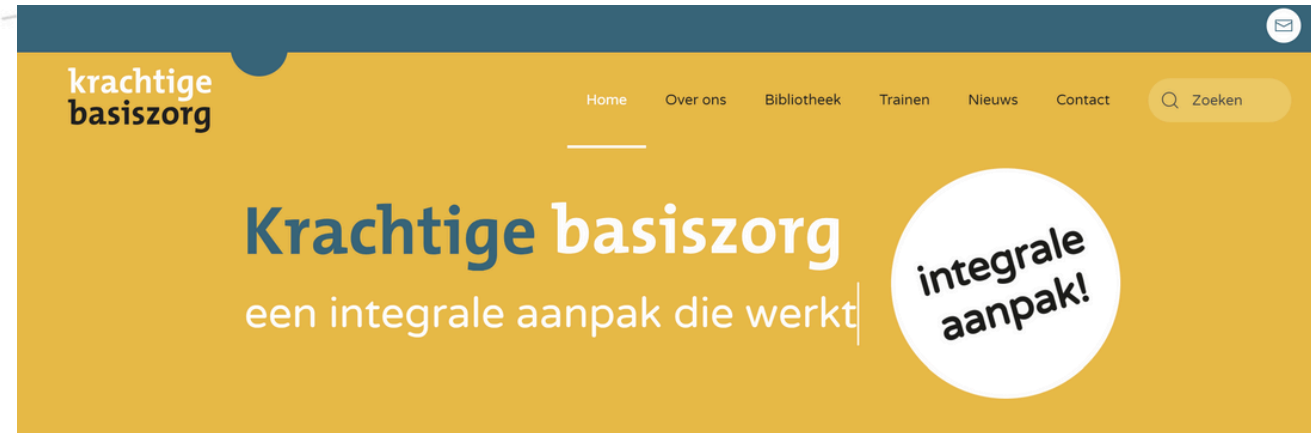 krachtige
basiszorg
Home Over ons Bibliotheek Trainen Nieuws Contact Zoeken
Krachtige basiszorg
een integrale aanpak die werkt
integrale
aanpak!